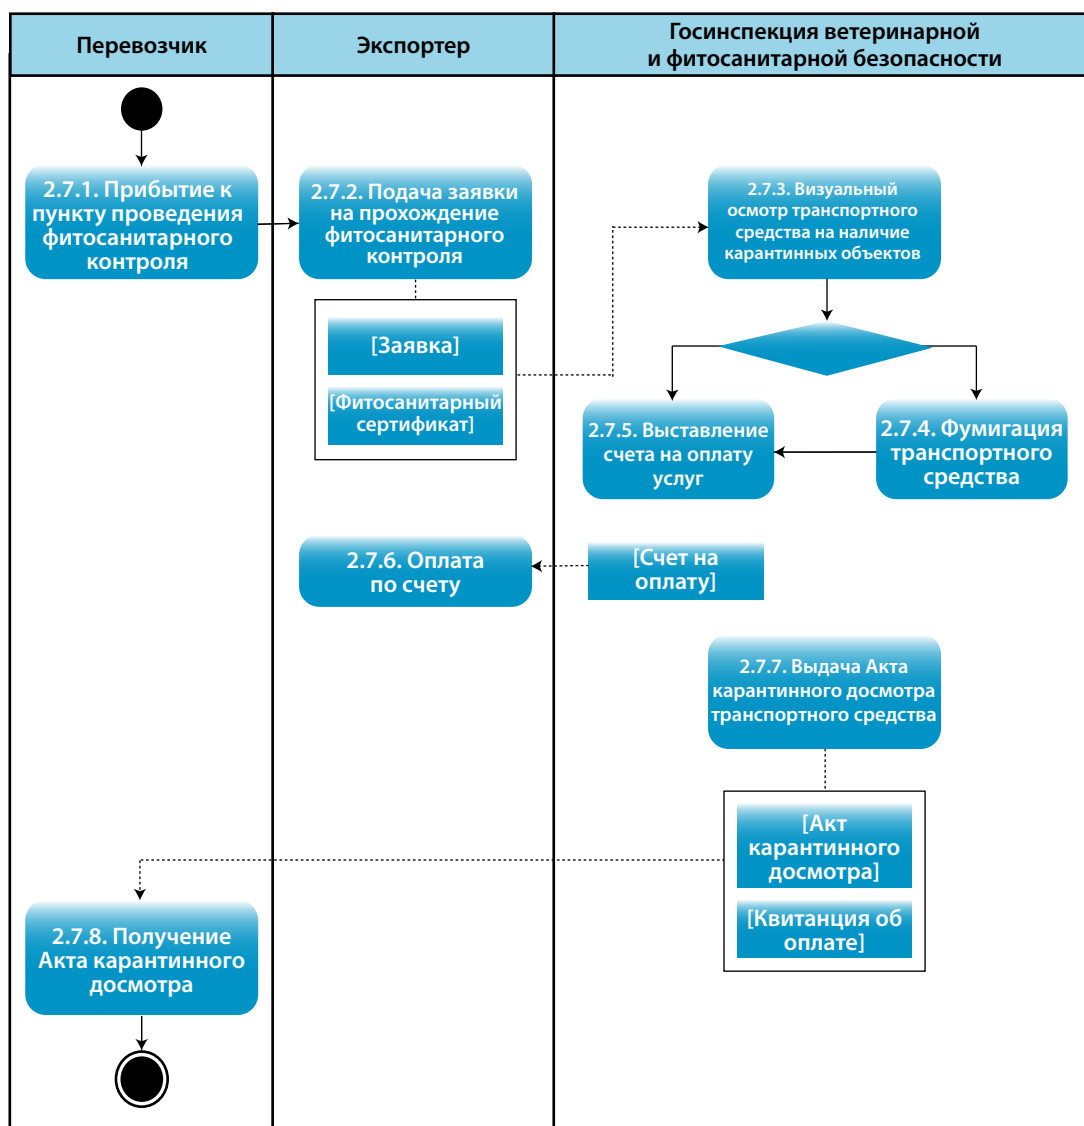 Перевозчик
Экспортер
Госинспекция ветеринарной
и фитосанитарной безопасности
2.7.1. Прибытие к
пункту проведения
фитосанитарного
контроля
2.7.2. Подача заявки
на прохождение
фитосанитарного
контроля
2.7.3. Визуальный
осмотр транспортного
средства на наличие
карантинных объектов
[Заявка]
[Фитосанитарный
сертификат]
2.7.5. Выставление
счета на оплату
услуг
2.7.4. Фумигация
транспортного
средства
2.7.6. Оплата
по счету
[Счет на
оплату]
2.7.7. Выдача Акта
карантинного досмотра
транспортного средства
[Акт
карантинного
досмотра]
[Квитанция об
оплате]
2.7.8. Получение
Акта карантинного
досмотра